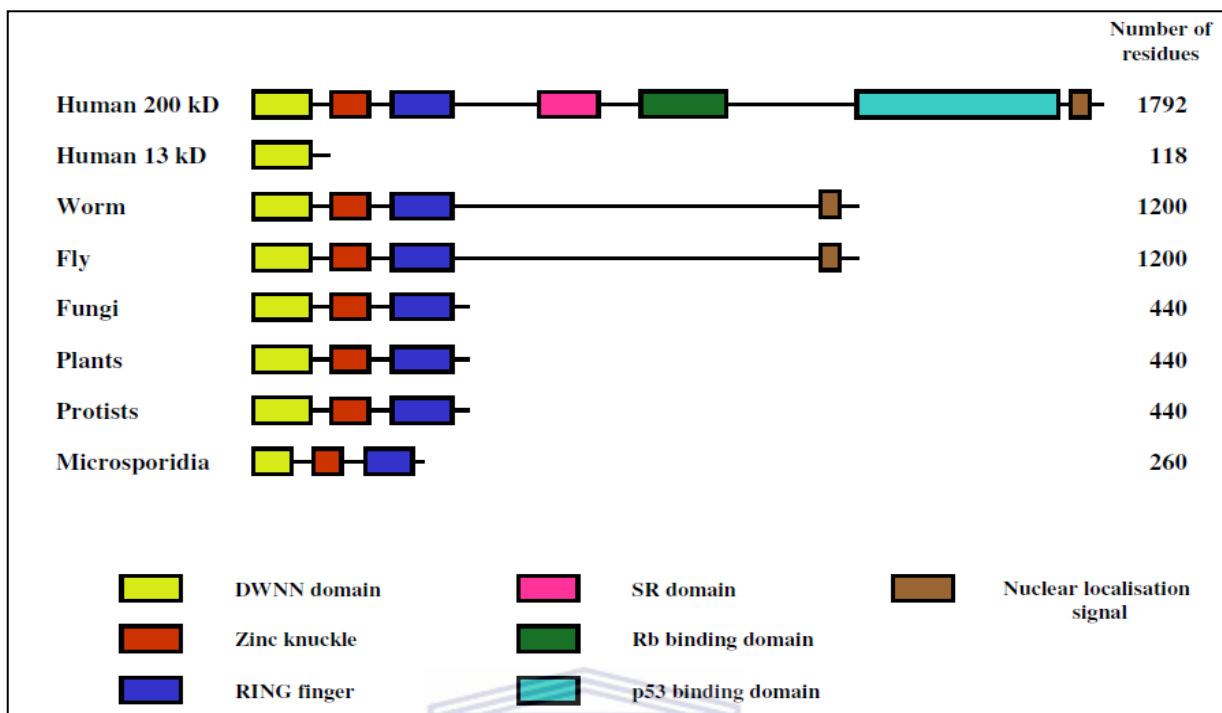 Number of
residues
Human 200 kD 1792
Human 13 kD 118
Worm 1200
Fly 1200
Fungi 440
Plants 440
Protists 440
Microsporidia 260
DWNN domain SR domain Nuclear localisation
signal
Zinc knuckle Rb binding domain
RING finger p53 binding domain